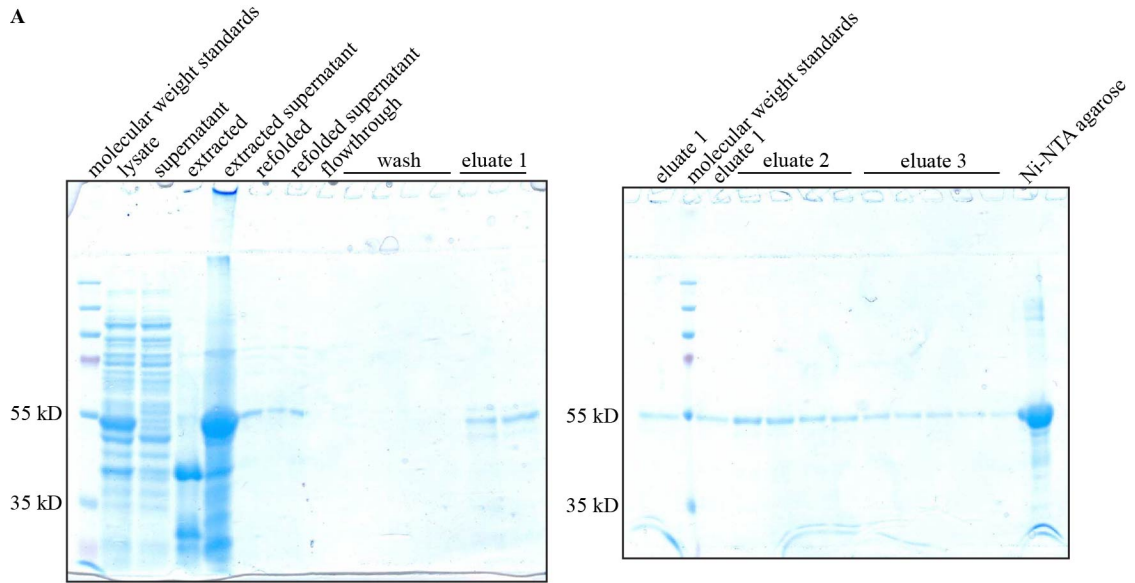 A
molecular weight standards
lysate
supernatant
extracted
extracted supernatant
refolded
refolded supernatant
flowthrough
wash
eluate 1
55 kD
35 kD
eluate 1
molecular weight standards
eluate 1
eluate 2
eluate 3
Ni-NTA agarose
55 kD
35 kD